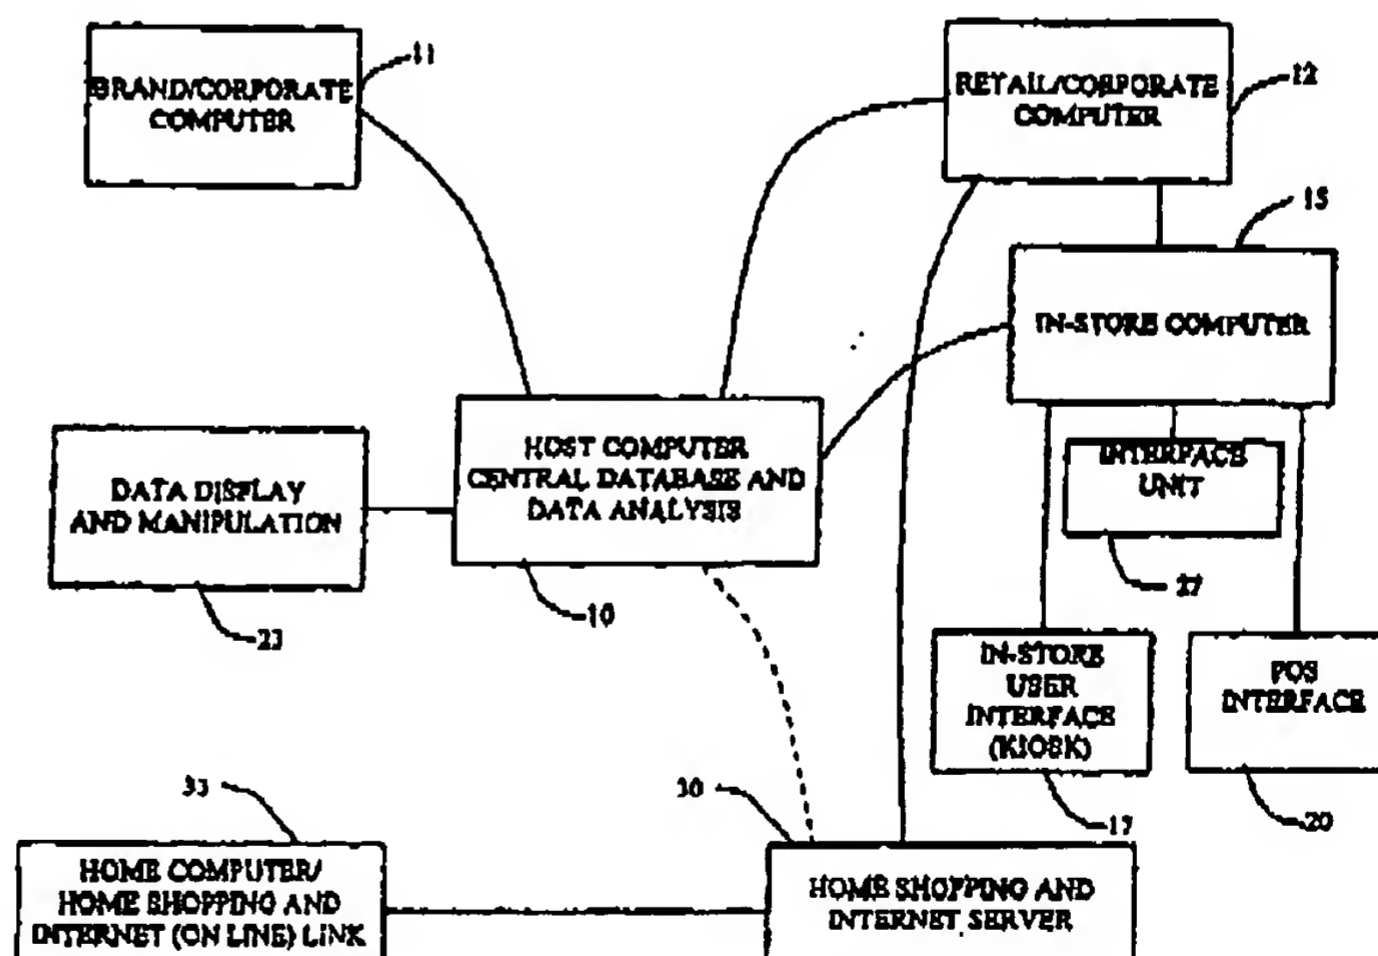 BRAND/CORPORATE
COMPUTER
11
RETAIL/CORPORATE
COMPUTER
12
15
IN-STORE COMPUTER
HOST COMPUTER
CENTRAL DATABASE AND
DATA ANALYSIS
10
DATA DISPLAY
AND MANIPULATION
23
INTERFACE
UNIT
27
IN-STORE
USER
INTERFACE
(KIOSK)
17
POS
INTERFACE
20
33
HOME COMPUTER/
HOME SHOPPING AND
INTERNET (ON LINE) LINK
30
HOME SHOPPING AND
INTERNET SERVER